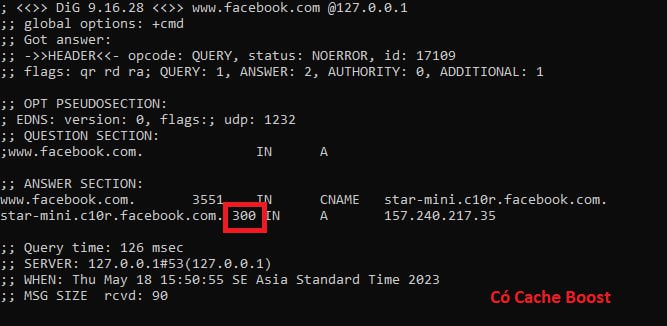 ; <<>> DiG 9.16.28 <<>> www.facebook.com @127.0.0.1
;; global options: +cmd
;; Got answer:
;; ->>HEADER<<- opcode: QUERY, status: NOERROR, id: 17109
;; flags: qr rd ra; QUERY: 1, ANSWER: 2, AUTHORITY: 0, ADDITIONAL: 1
;; OPT PSEUDOSECTION:
; EDNS: version: 0, flags:; udp: 1232
;; QUESTION SECTION:
;www.facebook.com. IN A
;; ANSWER SECTION:
www.facebook.com. 3551 IN CNAME star-mini.c10r.facebook.com.
star-mini.c10r.facebook.com. 300 IN A 157.240.217.35
;; Query time: 126 msec
;; SERVER: 127.0.0.1#53(127.0.0.1)
;; WHEN: Thu May 18 15:50:55 SE Asia Standard Time 2023
;; MSG SIZE rcvd: 90
Có Cache Boost